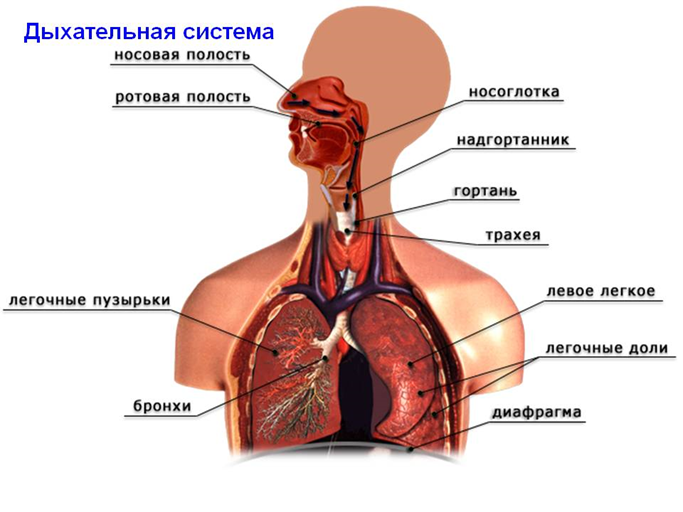 Дыхательная система
носовая полость
ротовая полость
носоглотка
надгортанник
гортань
трахея
легочные пузырьки
левое легкое
легочные доли
бронхи
диафрагма